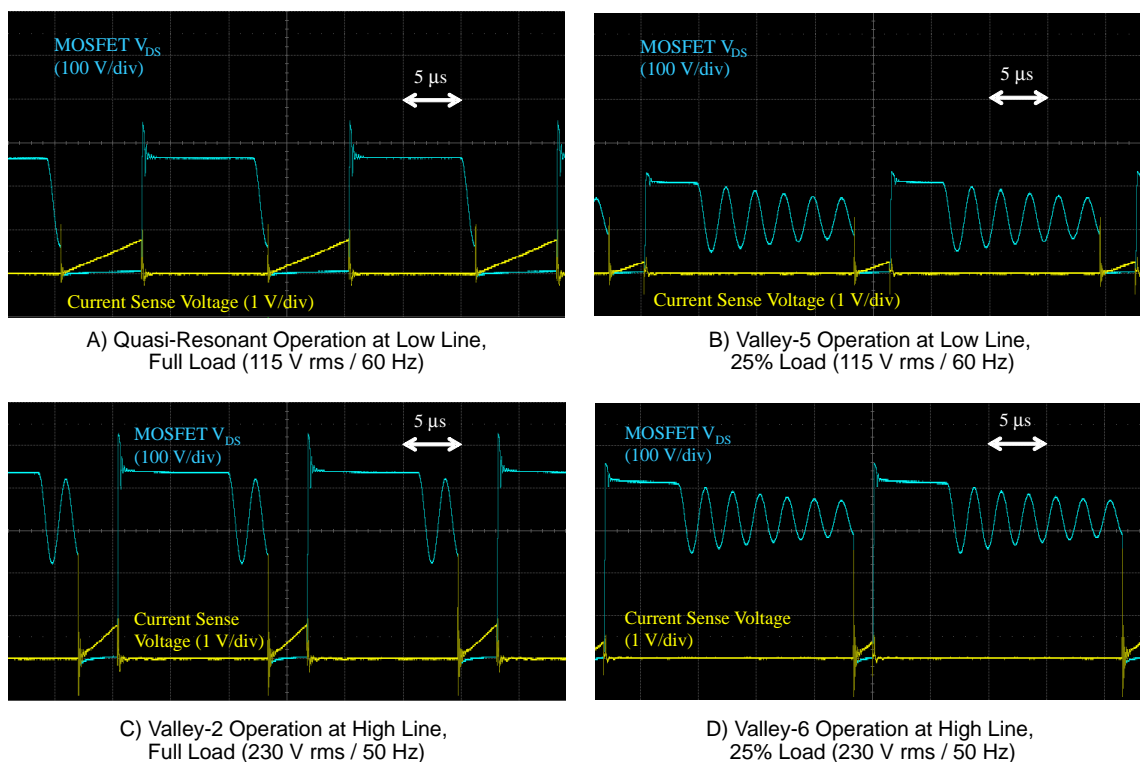 MOSFET VDS
(100 V/div)
5 μs
Current Sense Voltage (1 V/div)
A) Quasi-Resonant Operation at Low Line,
Full Load (115 V rms / 60 Hz)
MOSFET VDS
(100 V/div)
5 μs
Current Sense Voltage (1 V/div)
B) Valley-5 Operation at Low Line,
25% Load (115 V rms / 60 Hz)
MOSFET VDS
(100 V/div)
5 μs
Current Sense
Voltage (1 V/div)
C) Valley-2 Operation at High Line,
Full Load (230 V rms / 50 Hz)
MOSFET VDS
(100 V/div)
5 μs
Current Sense Voltage
(1 V/div)
D) Valley-6 Operation at High Line,
25% Load (230 V rms / 50 Hz)